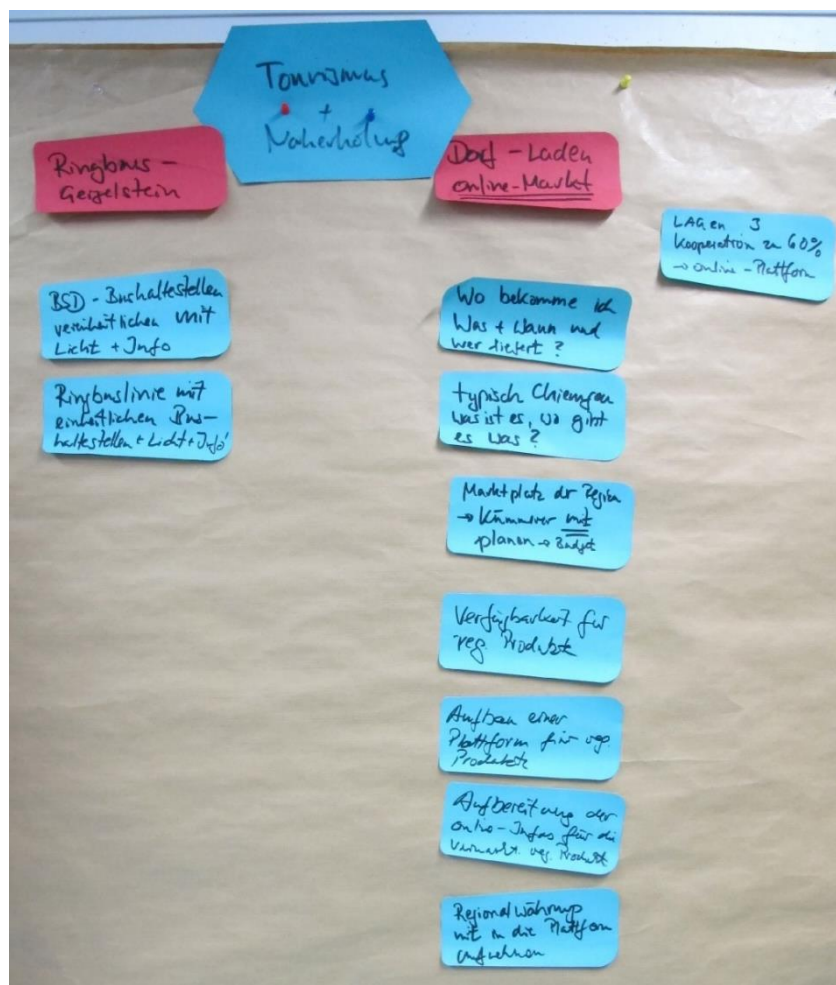 Tourismus
+
Naherholung
Ringbus -
Geigelstein
BSD - Bushaltestellen
vereinheitlichen mit
Licht + Info
Ringbuslinie mit
einheitlichen Bus-
haltestellen + Licht + Info
Dorf - Laden
online - Markt
Wo bekomme ich
Was + Wann und
wer liefert ?
typisch Chiemgau
was ist es, wo gibt
es was ?
Marktplatz der Region
→ Kümmerer mit
planen → Budget
Verfügbarkeit für
reg. Produkte
Aufbau einer
Plattform für reg.
Produkte
Aufbereitung der
online - Infos für die
Vermarkt. reg. Produkte
Regionalwährung
mit in die Plattform
aufnehmen
LAGen 3
Kooperation zu 60%
→ online - Plattform